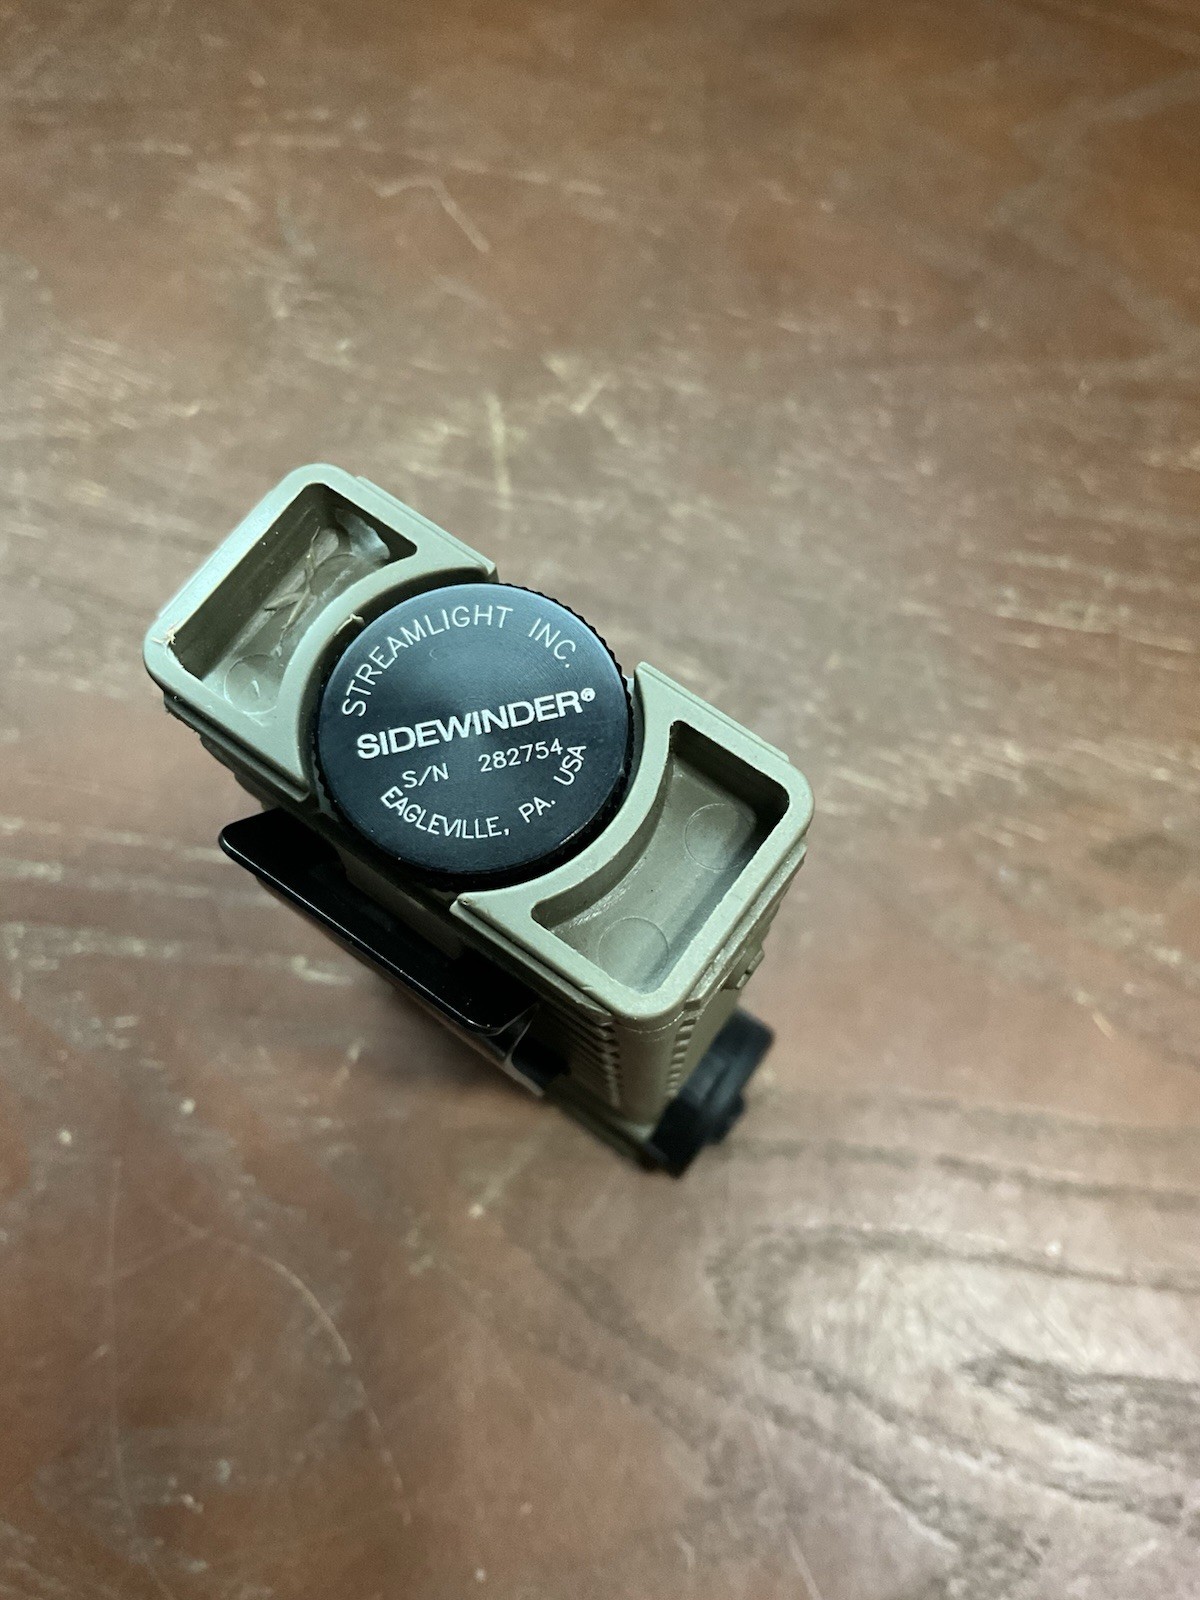 STREAMLIGHT INC.
SIDEWINDER®
S/N 282754
EAGLEVILLE, PA. USA